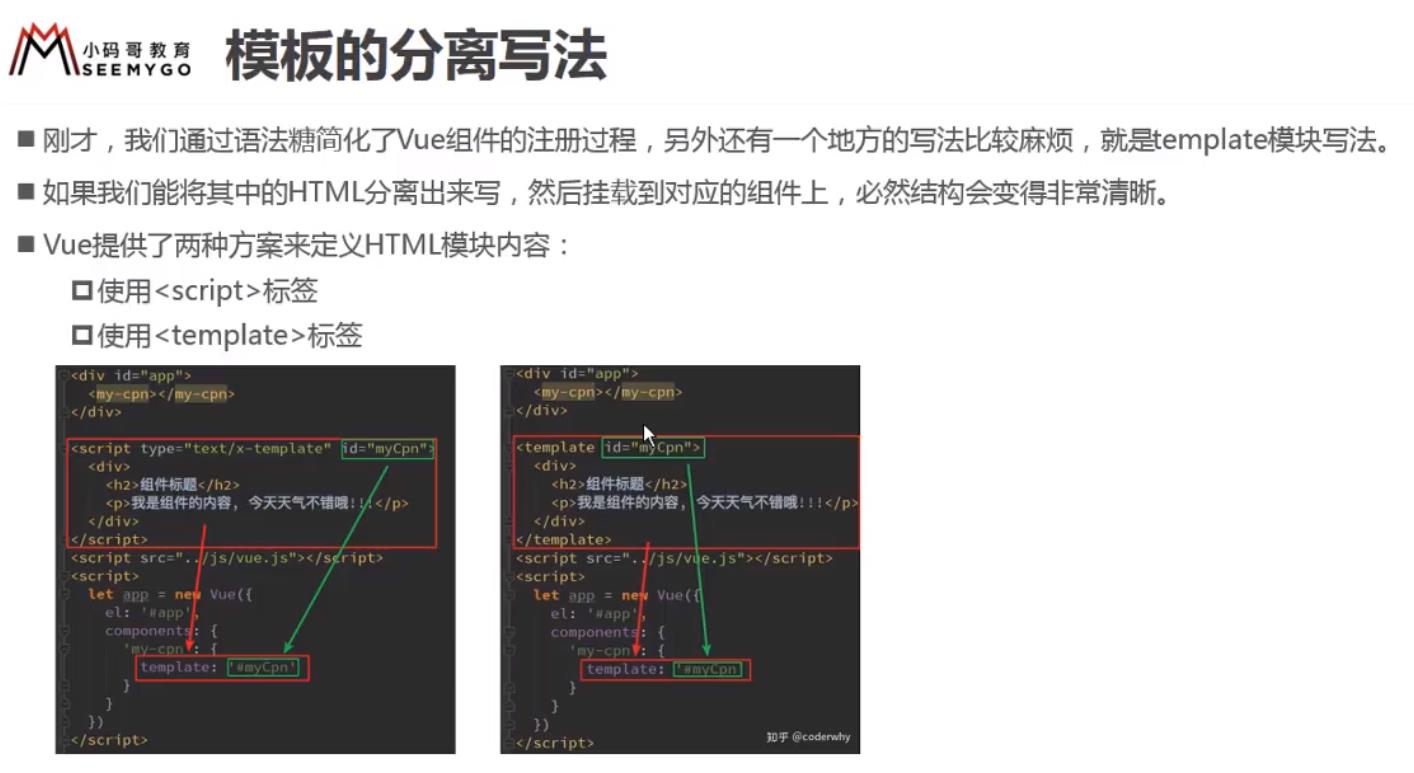 小码哥教育
SEEMYGO
模板的分离写法
刚才，我们通过语法糖简化了Vue组件的注册过程，另外还有一个地方的写法比较麻烦，就是template模块写法。
如果我们能将其中的HTML分离出来写，然后挂载到对应的组件上，必然结构会变得非常清晰。
Vue提供了两种方案来定义HTML模块内容：
使用<script>标签
使用<template>标签
<div id="app">
<my-cpn></my-cpn>
</div>
<script type="text/x-template" id="myCpn">
<div>
<h2>组件标题</h2>
<p>我是组件的内容, 今天天气不错哦!!!</p>
</div>
</script>
<script src="../js/vue.js"></script>
<script>
let app = new Vue({
el: '#app',
components: {
'my-cpn': {
template: '#myCpn'
}
}
})
</script>
<div id="app">
<my-cpn></my-cpn>
</div>
<template id="myCpn">
<div>
<h2>组件标题</h2>
<p>我是组件的内容, 今天天气不错哦!!!</p>
</div>
</template>
<script src="../js/vue.js"></script>
<script>
let app = new Vue({
el: '#app',
components: {
'my-cpn': {
template: '#myCpn
}
}
})
</script>
知乎 @coderwhy